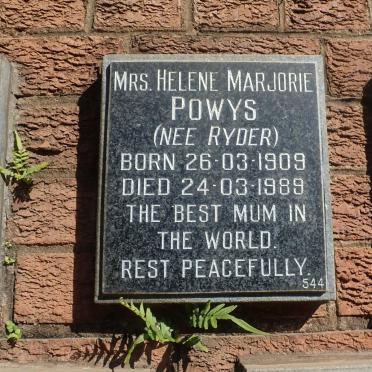 MRS. HELENE MARJORIE
POWYS
(NEE RYDER)
BORN 26-03-1909
DIED 24-03-1989
THE BEST MUM IN
THE WORLD.
REST PEACEFULLY.
544